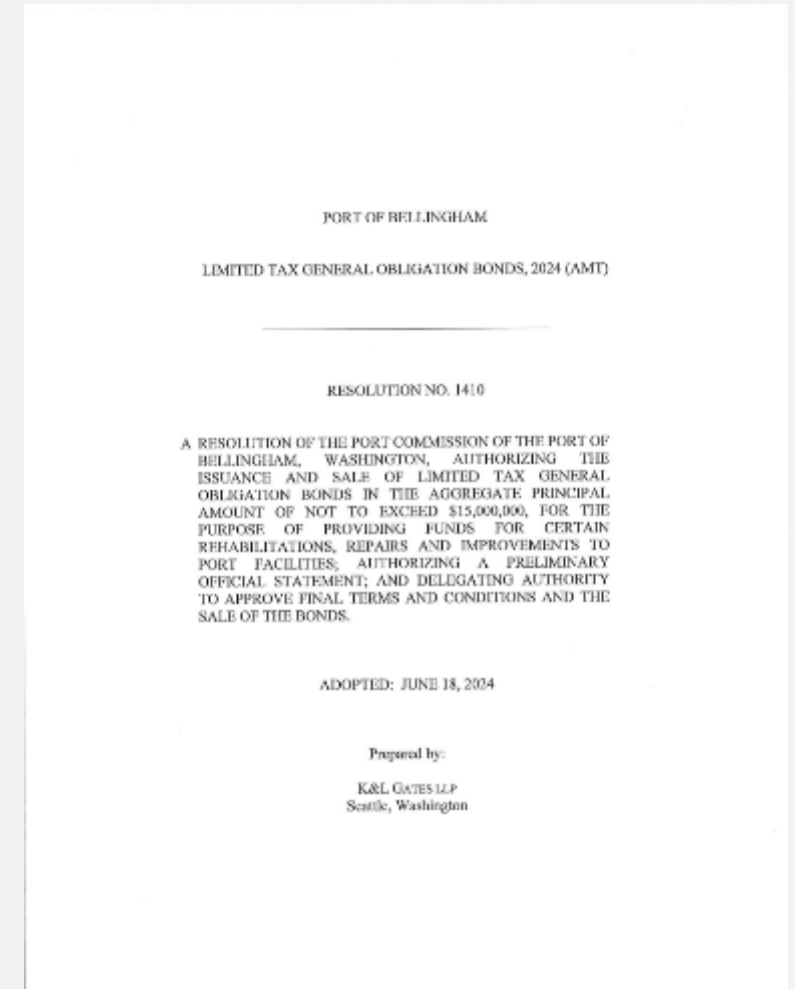 PORT OF BELLINGHAM
LIMITED TAX GENERAL OBLIGATION BONDS, 2024 (AMT)
RESOLUTION NO. 1410
A RESOLUTION OF THE PORT COMMISSION OF THE PORT OF
BELLINGHAM, WASHINGTON, AUTHORIZING THE
ISSUANCE AND SALE OF LIMITED TAX GENERAL
OBLIGATION BONDS IN THE AGGREGATE PRINCIPAL
AMOUNT OF NOT TO EXCEED $15,000,000, FOR THE
PURPOSE OF PROVIDING FUNDS FOR CERTAIN
REHABILITATIONS, REPAIRS AND IMPROVEMENTS TO
PORT FACILITIES; AUTHORIZING A PRELIMINARY
OFFICIAL STATEMENT; AND DELEGATING AUTHORITY
TO APPROVE FINAL TERMS AND CONDITIONS AND THE
SALE OF THE BONDS.
ADOPTED: JUNE 18, 2024
Prepared by:
K&L GATES LLP
Seattle, Washington